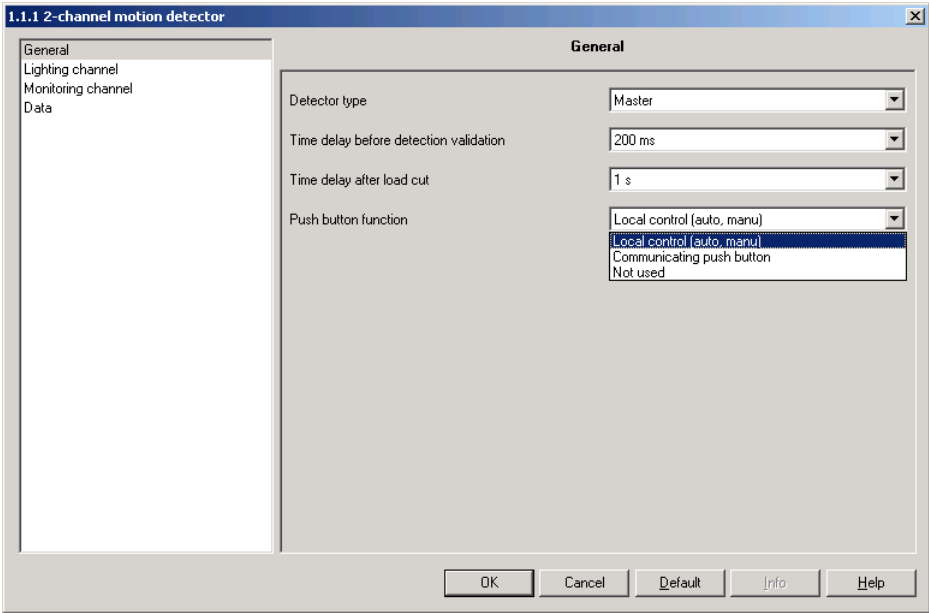 1.1.1 2-channel motion detector
General
Lighting channel
Monitoring channel
Data
General
Detector type
Master
Time delay before detection validation
200 ms
Time delay after load cut
1 s
Push button function
Local control (auto, manu)
Local control (auto, manu)
Communicating push button
Not used
OK
Cancel
Default
Info
Help